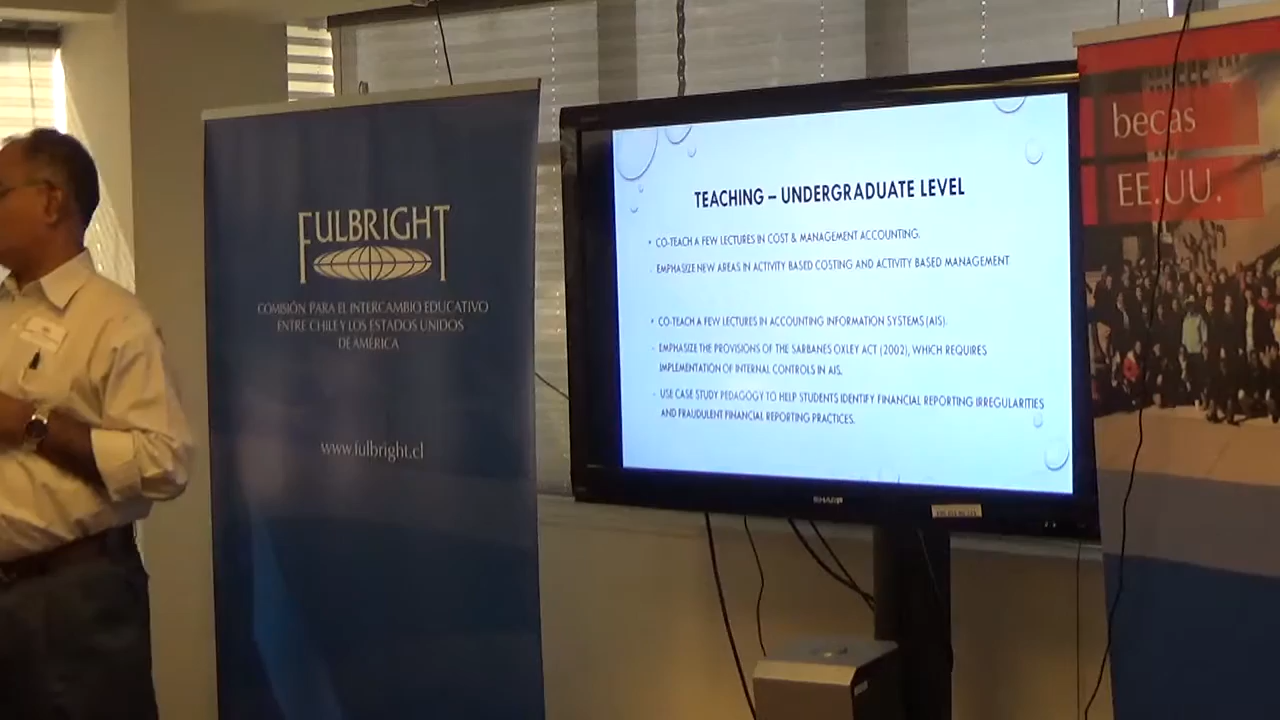 FULBRIGHT
COMISIÓN PARA EL INTERCAMBIO EDUCATIVO
ENTRE CHILE Y LOS ESTADOS UNIDOS
DE AMÉRICA
www.fulbright.cl
TEACHING – UNDERGRADUATE LEVEL
• CO-TEACH A FEW LECTURES IN COST & MANAGEMENT ACCOUNTING.
- EMPHASIZE NEW AREAS IN ACTIVITY BASED COSTING AND ACTIVITY BASED MANAGEMENT
• CO-TEACH A FEW LECTURES IN ACCOUNTING INFORMATION SYSTEMS (AIS).
- EMPHASIZE THE PROVISIONS OF THE SARBANES OXLEY ACT (2002), WHICH REQUIRES
IMPLEMENTATION OF INTERNAL CONTROLS IN AIS.
- USE CASE STUDY PEDAGOGY TO HELP STUDENTS IDENTIFY FINANCIAL REPORTING IRREGULARITIES
AND FRAUDULENT FINANCIAL REPORTING PRACTICES.
SHARP
becas
EE.UU.